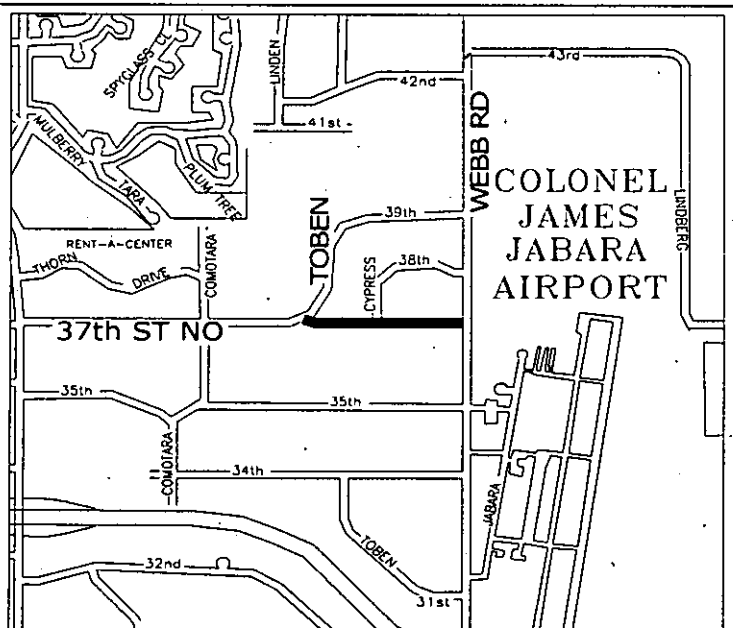 SPYGLASS CL
LINDEN
42nd
43rd
MULBERRY
41st
WEBB RD
TARA
PLUM TREE
COLONEL
JAMES
JABARA
AIRPORT
LINDBERG
39th
TOBEN
RENT-A-CENTER
THORN
DRIVE
COMOTARA
CYPRESS
38th
37th ST NO
35th
35th
COMOTARA
34th
JABARA
TOBEN
32nd
31st